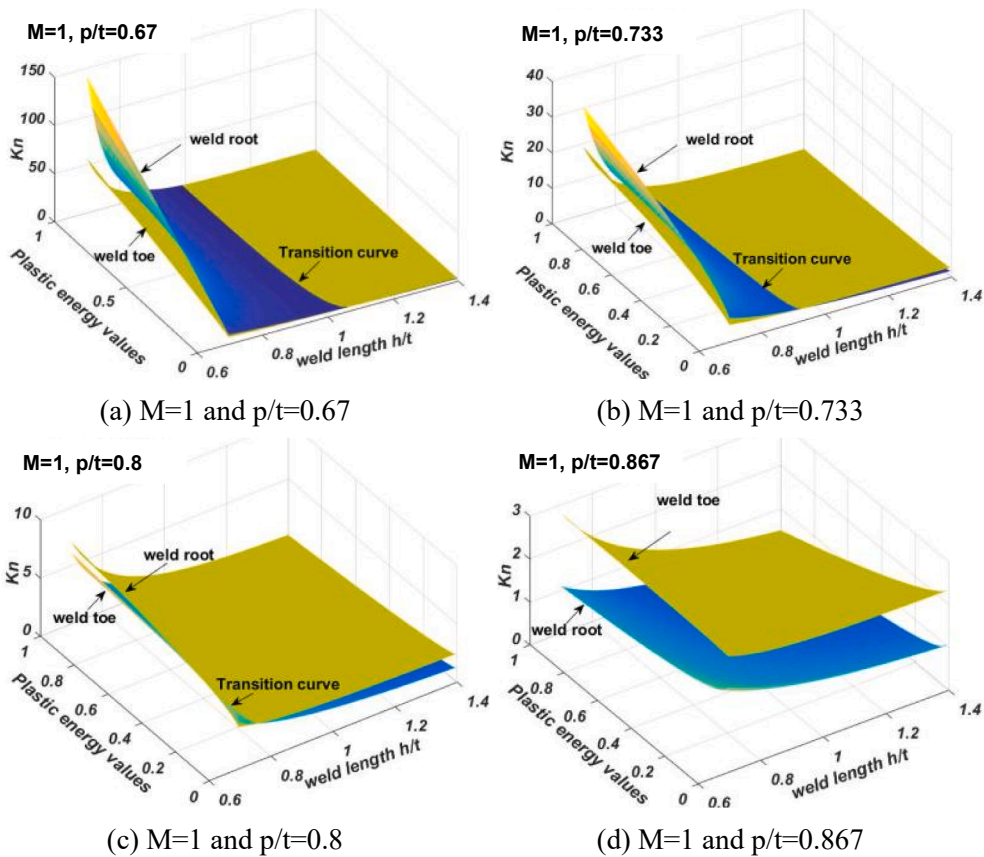 M=1, p/t=0.67
150
100
50
0
Kn
weld root
weld toe
Transition curve
1
0.5
0
Plastic energy values
0.6
0.8
1
1.2
1.4
weld length h/t
(a) M=1 and p/t=0.67
M=1, p/t=0.733
40
30
20
10
0
Kn
weld root
weld toe
Transition curve
1
0.8
0.6
0.4
0.2
0
Plastic energy values
0.6
0.8
1
1.2
1.4
weld length h/t
(b) M=1 and p/t=0.733
M=1, p/t=0.8
10
5
0
Kn
weld root
weld toe
Transition curve
1
0.8
0.6
0.4
0.2
0
Plastic energy values
0.6
0.8
1
1.2
1.4
weld length h/t
(c) M=1 and p/t=0.8
M=1, p/t=0.867
3
2
1
0
Kn
weld toe
weld root
1
0.8
0.6
0.4
0.2
0
Plastic energy values
0.6
0.8
1
1.2
1.4
weld length h/t
(d) M=1 and p/t=0.867